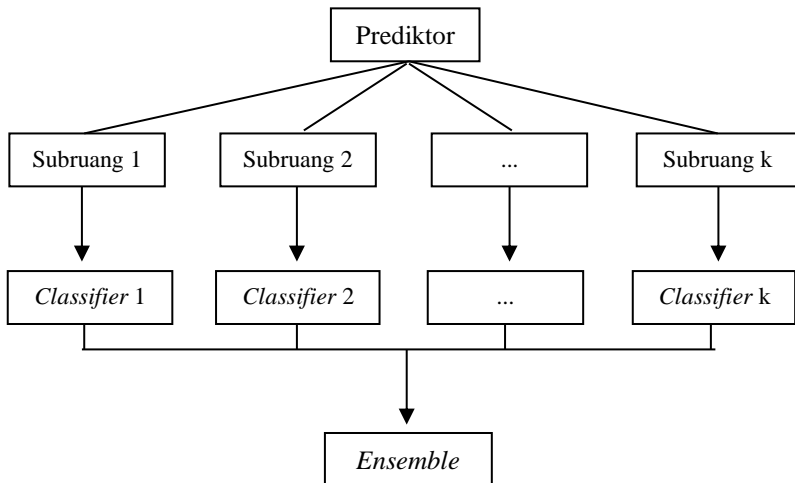 Prediktor
Subruang 1
Subruang 2
...
Subruang k
Classifier 1
Classifier 2
...
Classifier k
Ensemble